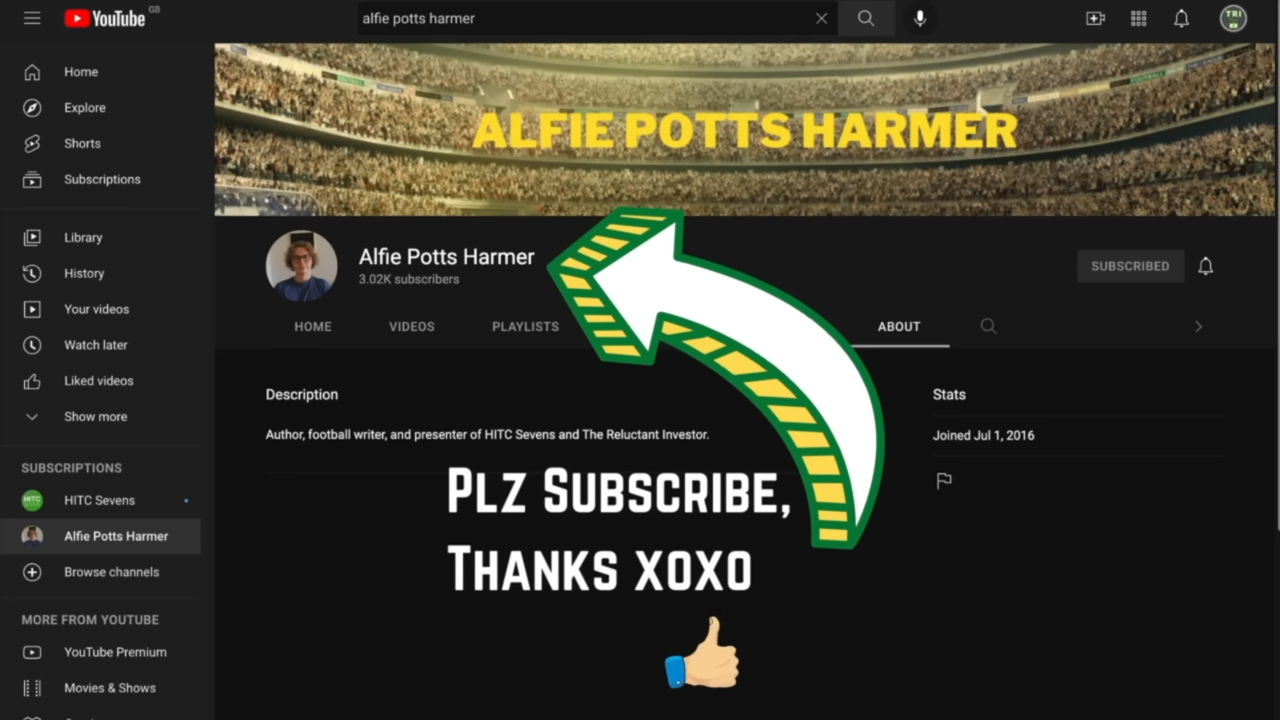 YouTube GB
alfie potts harmer
TRI
Home
Explore
Shorts
Subscriptions
Library
History
Your videos
Watch later
Liked videos
Show more
SUBSCRIPTIONS
HITC HITC Sevens
Alfie Potts Harmer
Browse channels
MORE FROM YOUTUBE
YouTube Premium
Movies & Shows
ALFIE POTTS HARMER
Alfie Potts Harmer
3.02K subscribers
SUBSCRIBED
HOME VIDEOS PLAYLISTS ABOUT
Description
Author, football writer, and presenter of HITC Sevens and The Reluctant Investor.
Stats
Joined Jul 1, 2016
Plz Subscribe,
Thanks xoxo